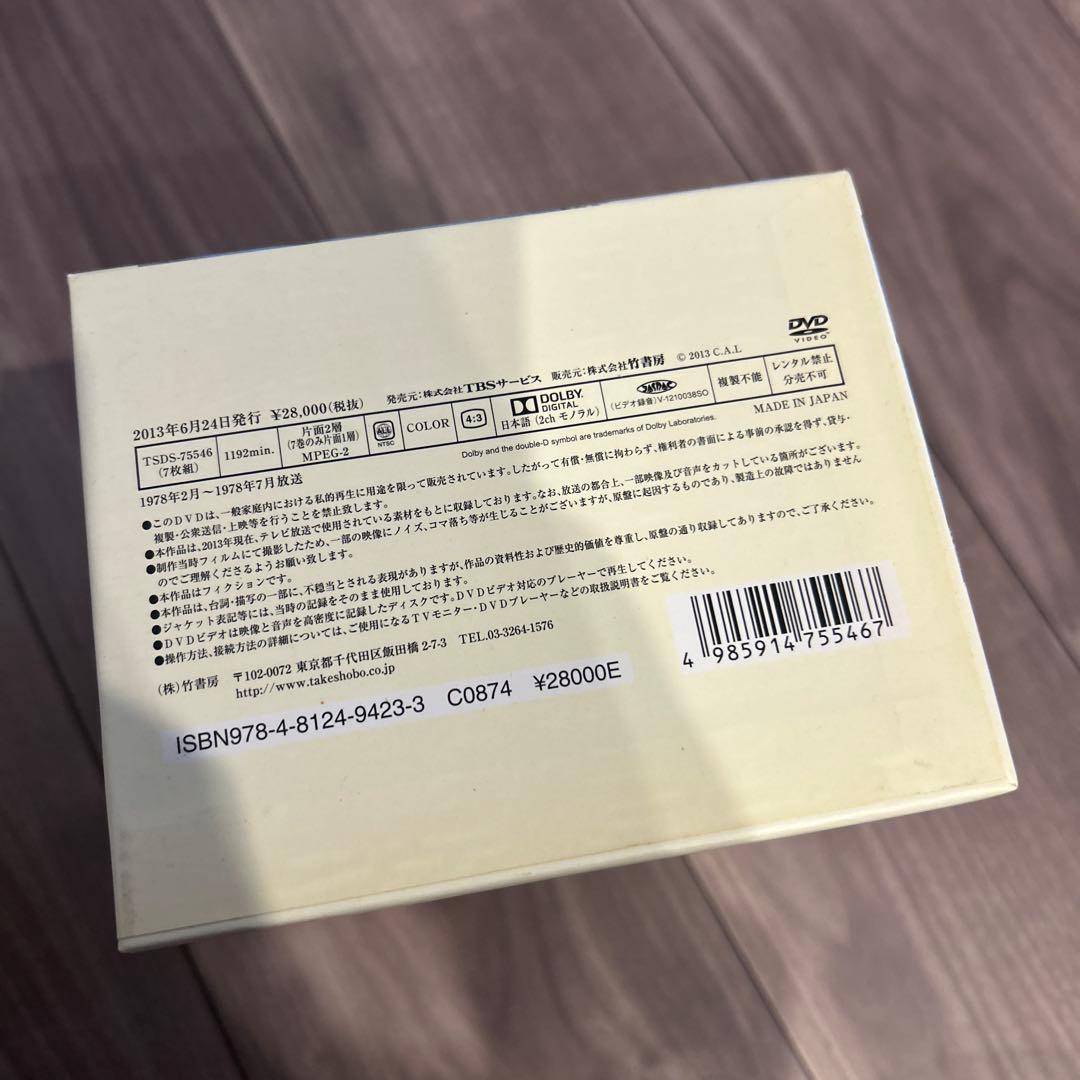 DVD
VIDEO
2013年6月24日発行 ¥28,000(税抜) 発売元:株式会社TBSサービス 販売元:株式会社竹書房 © 2013 C.A.L
TSDS-75546
(7枚組)
1192min.
片面2層
(7巻のみ片面1層)
MPEG-2
ALL
NTSC
COLOR
4:3
DOLBY
DIGITAL
日本語 (2ch モノラル)
JASRAC
(ビデオ録音) V-1210038SO
複製不能
レンタル禁止
分売不可
Dolby and the double-D symbol are trademarks of Dolby Laboratories.
MADE IN JAPAN
1978年2月〜1978年7月放送
●このDVDは、一般家庭内における私的再生に用途を限って販売されています。したがって有償・無償に拘わらず、権利者の書面による事前の承認を得ず、貸与・
複製・公衆送信・上映等を行うことを禁止致します。
●本作品は、2013年現在、テレビ放送で使用されている素材をもとに収録しております。なお、放送の都合上、一部映像及び音声をカットしている箇所がございます。
●制作当時フィルムにて撮影したため、一部の映像にノイズ、コマ落ち等が生じることがございますが、原盤に起因するものであり、製造上の故障ではありません
のでご理解くださるようお願い致します。
●本作品はフィクションです。
●本作品は、台詞・描写の一部に、不穏当とされる表現がありますが、作品の資料性および歴史的価値を尊重し、原盤の通り収録してありますので、ご了承ください。
●ジャケット表記等には、当時の記録をそのまま使用しております。
●DVDビデオは映像と音声を高密度に記録したディスクです。DVDビデオ対応のプレーヤーで再生してください。
●操作方法、接続方法の詳細については、ご使用になるTVモニター・DVDプレーヤーなどの取扱説明書をご覧ください。
(株)竹書房 〒102-0072 東京都千代田区飯田橋2-7-3 TEL.03-3264-1576
http://www.takeshobo.co.jp
ISBN978-4-8124-9423-3 C0874 ¥28000E
4 985914 755467